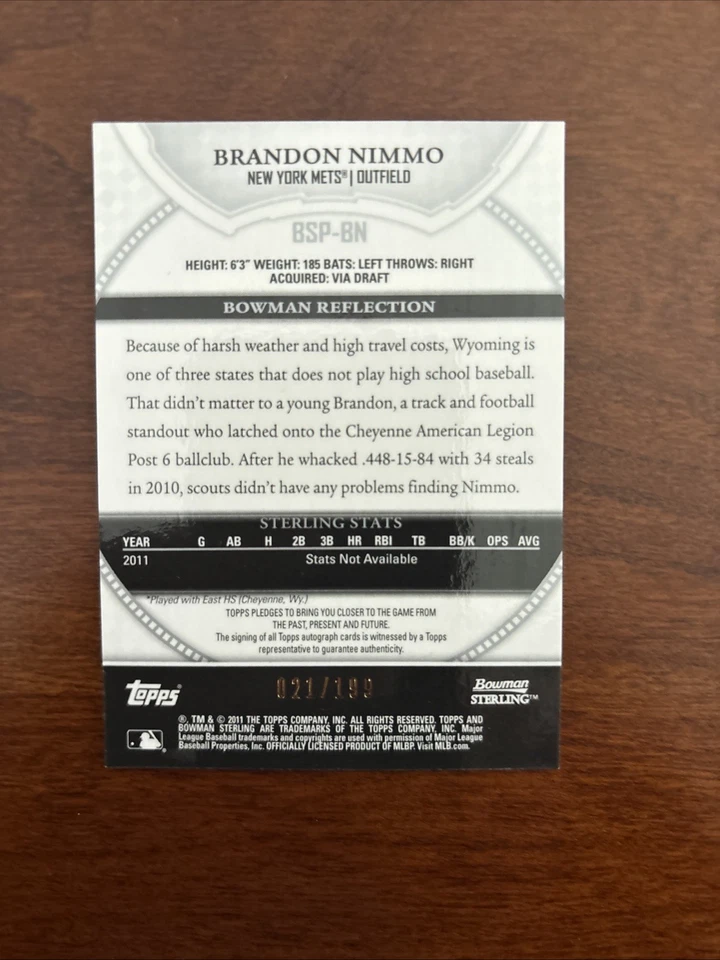 BRANDON NIMMO
NEW YORK METS® | OUTFIELD
BSP-BN
HEIGHT: 6'3" WEIGHT: 185 BATS: LEFT THROWS: RIGHT
ACQUIRED: VIA DRAFT
BOWMAN REFLECTION
Because of harsh weather and high travel costs, Wyoming is
one of three states that does not play high school baseball.
That didn't matter to a young Brandon, a track and football
standout who latched onto the Cheyenne American Legion
Post 6 ballclub. After he whacked .448-15-84 with 34 steals
in 2010, scouts didn't have any problems finding Nimmo.
STERLING STATS
YEAR G AB H 2B 3B HR RBI TB BB/K OPS AVG
2011 Stats Not Available
*Played with East HS (Cheyenne, Wy.)
TOPPS PLEDGES TO BRING YOU CLOSER TO THE GAME FROM
THE PAST, PRESENT AND FUTURE.
The signing of all Topps autograph cards is witnessed by a Topps
representative to guarantee authenticity.
Topps® 021/199 Bowman
STERLING™
®, TM & © 2011 THE TOPPS COMPANY, INC. ALL RIGHTS RESERVED. TOPPS AND
BOWMAN STERLING ARE TRADEMARKS OF THE TOPPS COMPANY, INC. Major
League Baseball trademarks and copyrights are used with permission of Major League
Baseball Properties, Inc. OFFICIALLY LICENSED PRODUCT OF MLBP. Visit MLB.com.